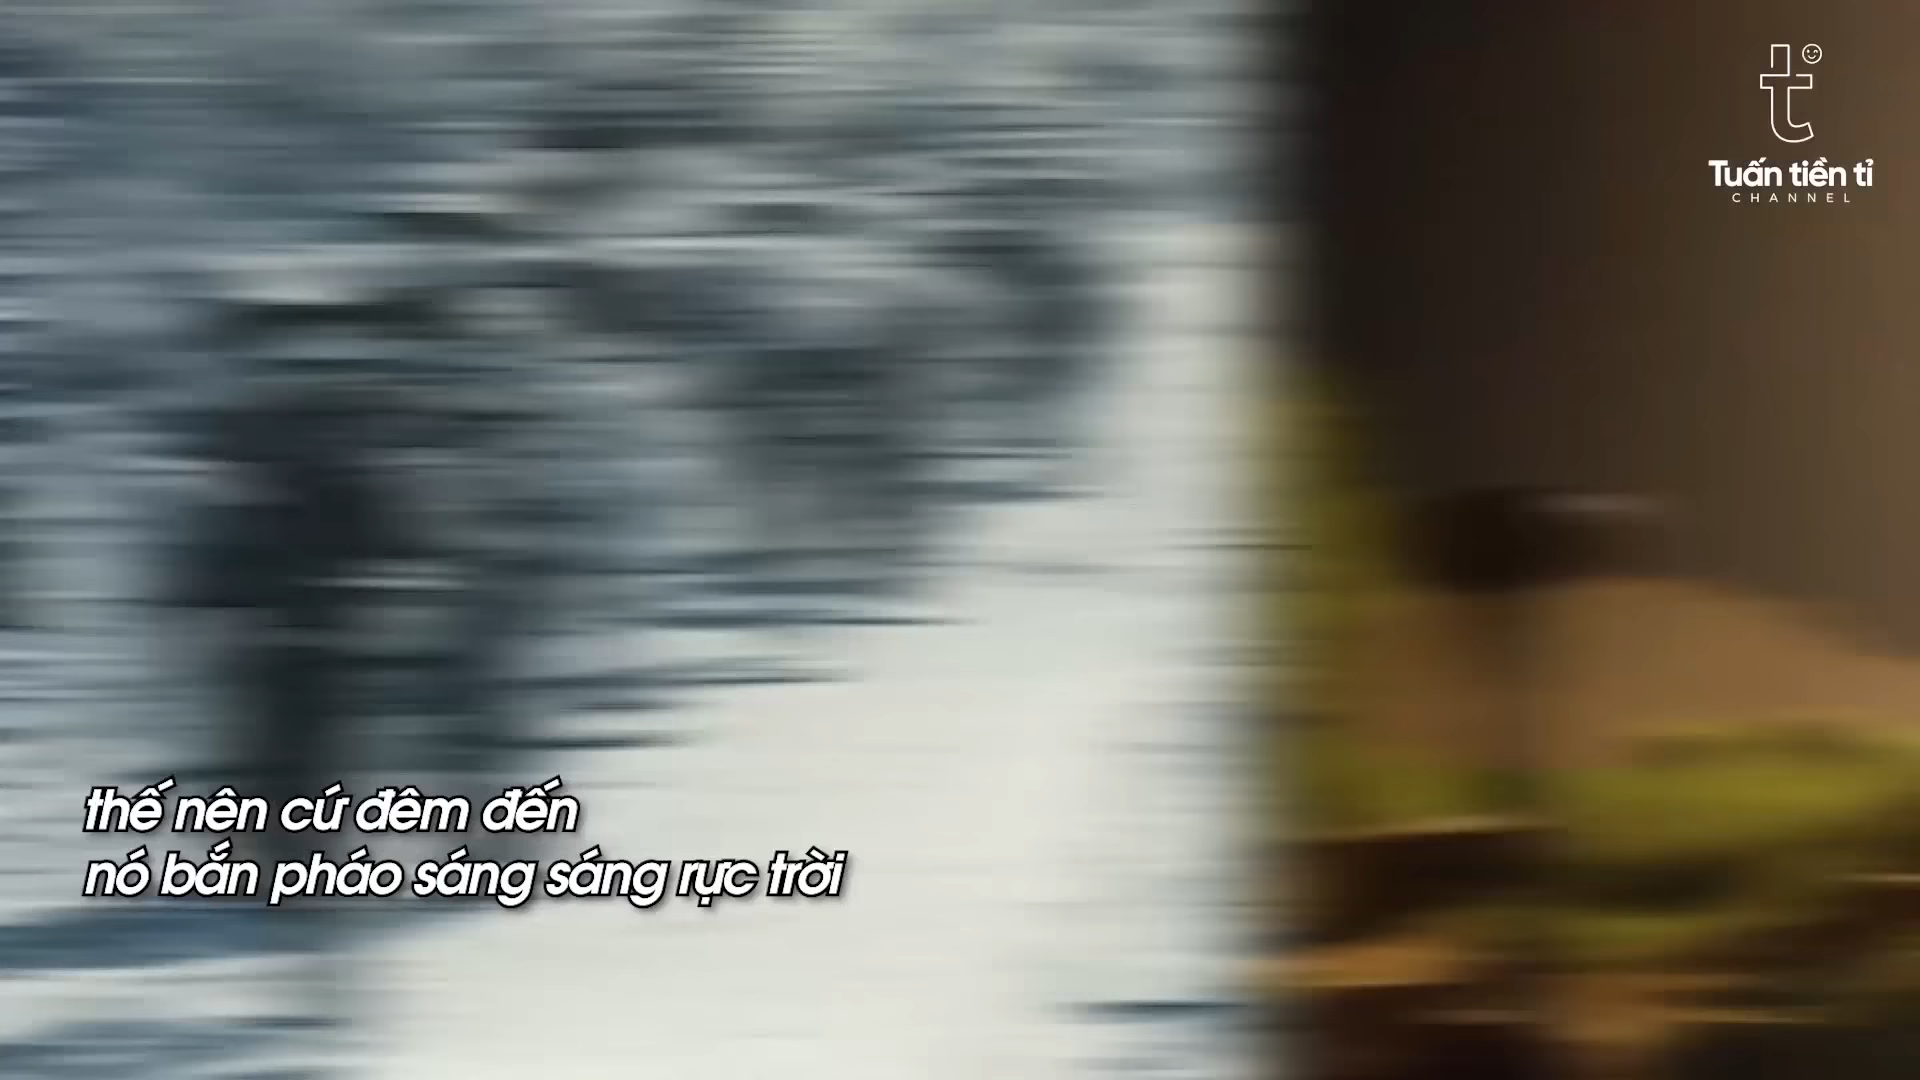 Tuấn tiền tỉ
CHANNEL
thế nên cứ đêm đến
nó bắn pháo sáng sáng rực trời